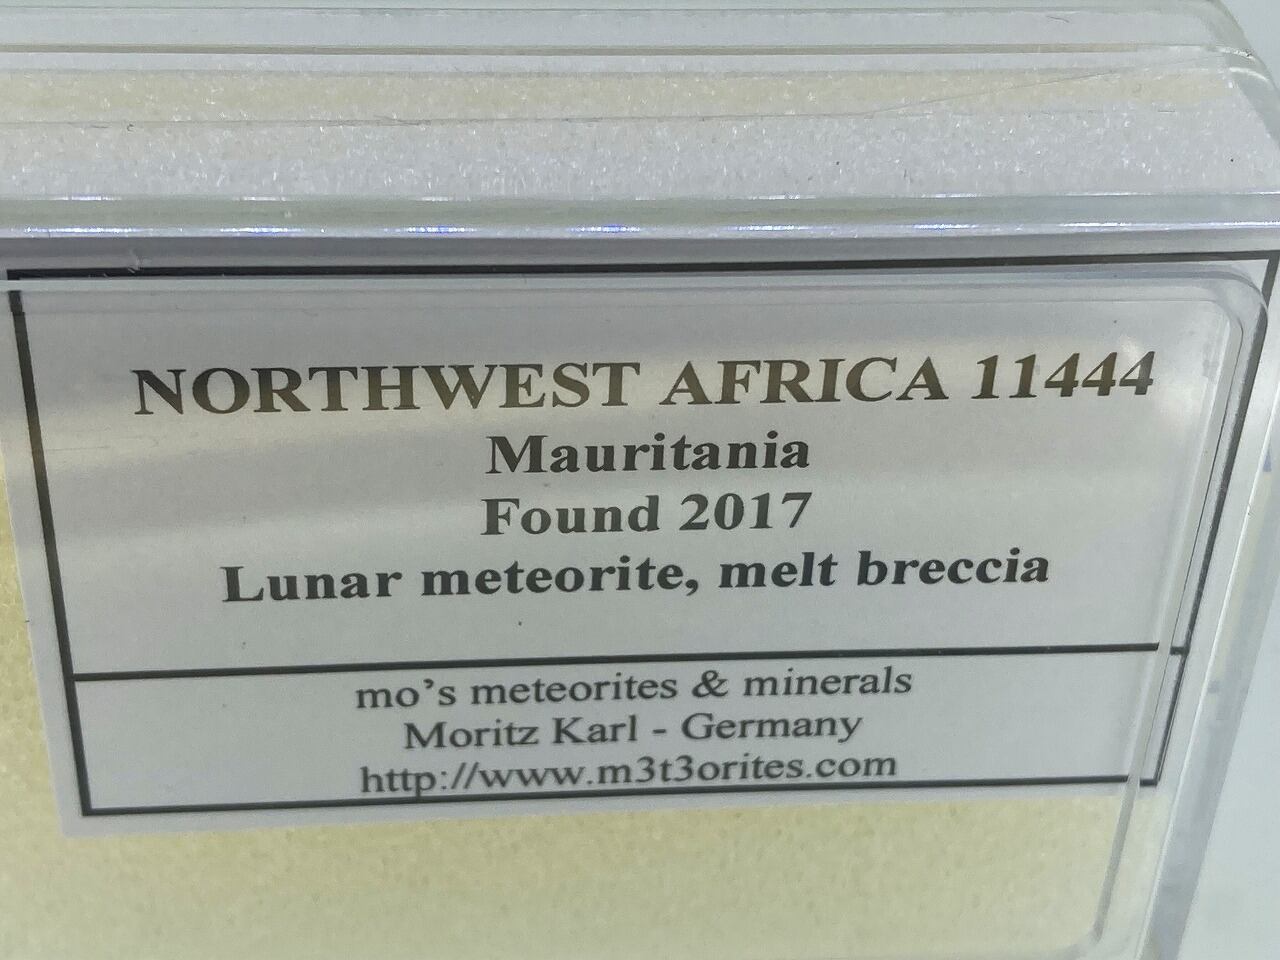 NORTHWEST AFRICA 11444
Mauritania
Found 2017
Lunar meteorite, melt breccia
mo’s meteorites & minerals
Moritz Karl - Germany
http://www.m3t3orites.com